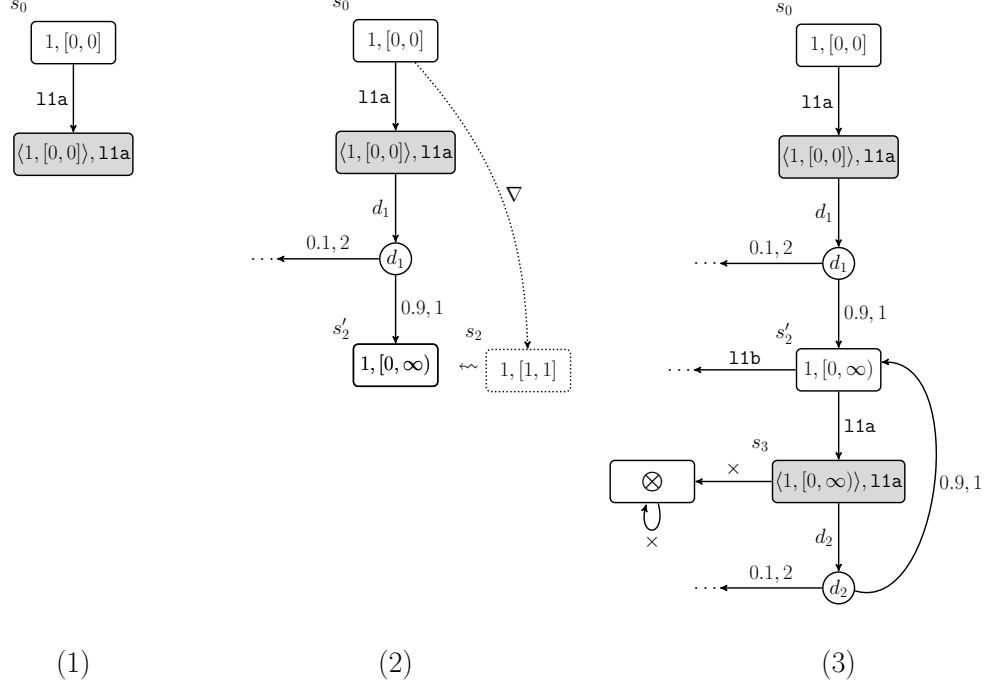 s₀
1, [0, 0]
l1a
⟨1, [0, 0]⟩, l1a
(1)
s₀
1, [0, 0]
l1a
⟨1, [0, 0]⟩, l1a
∇
d₁
0.1, 2
···
d₁
0.9, 1
s′₂
s₂
1, [0, ∞)
⇜
1, [1, 1]
(2)
s₀
1, [0, 0]
l1a
⟨1, [0, 0]⟩, l1a
d₁
0.1, 2
···
d₁
0.9, 1
s′₂
l1b
···
1, [0, ∞)
l1a
s₃
×
⊗
⟨1, [0, ∞)⟩, l1a
0.9, 1
×
d₂
0.1, 2
···
d₂
(3)